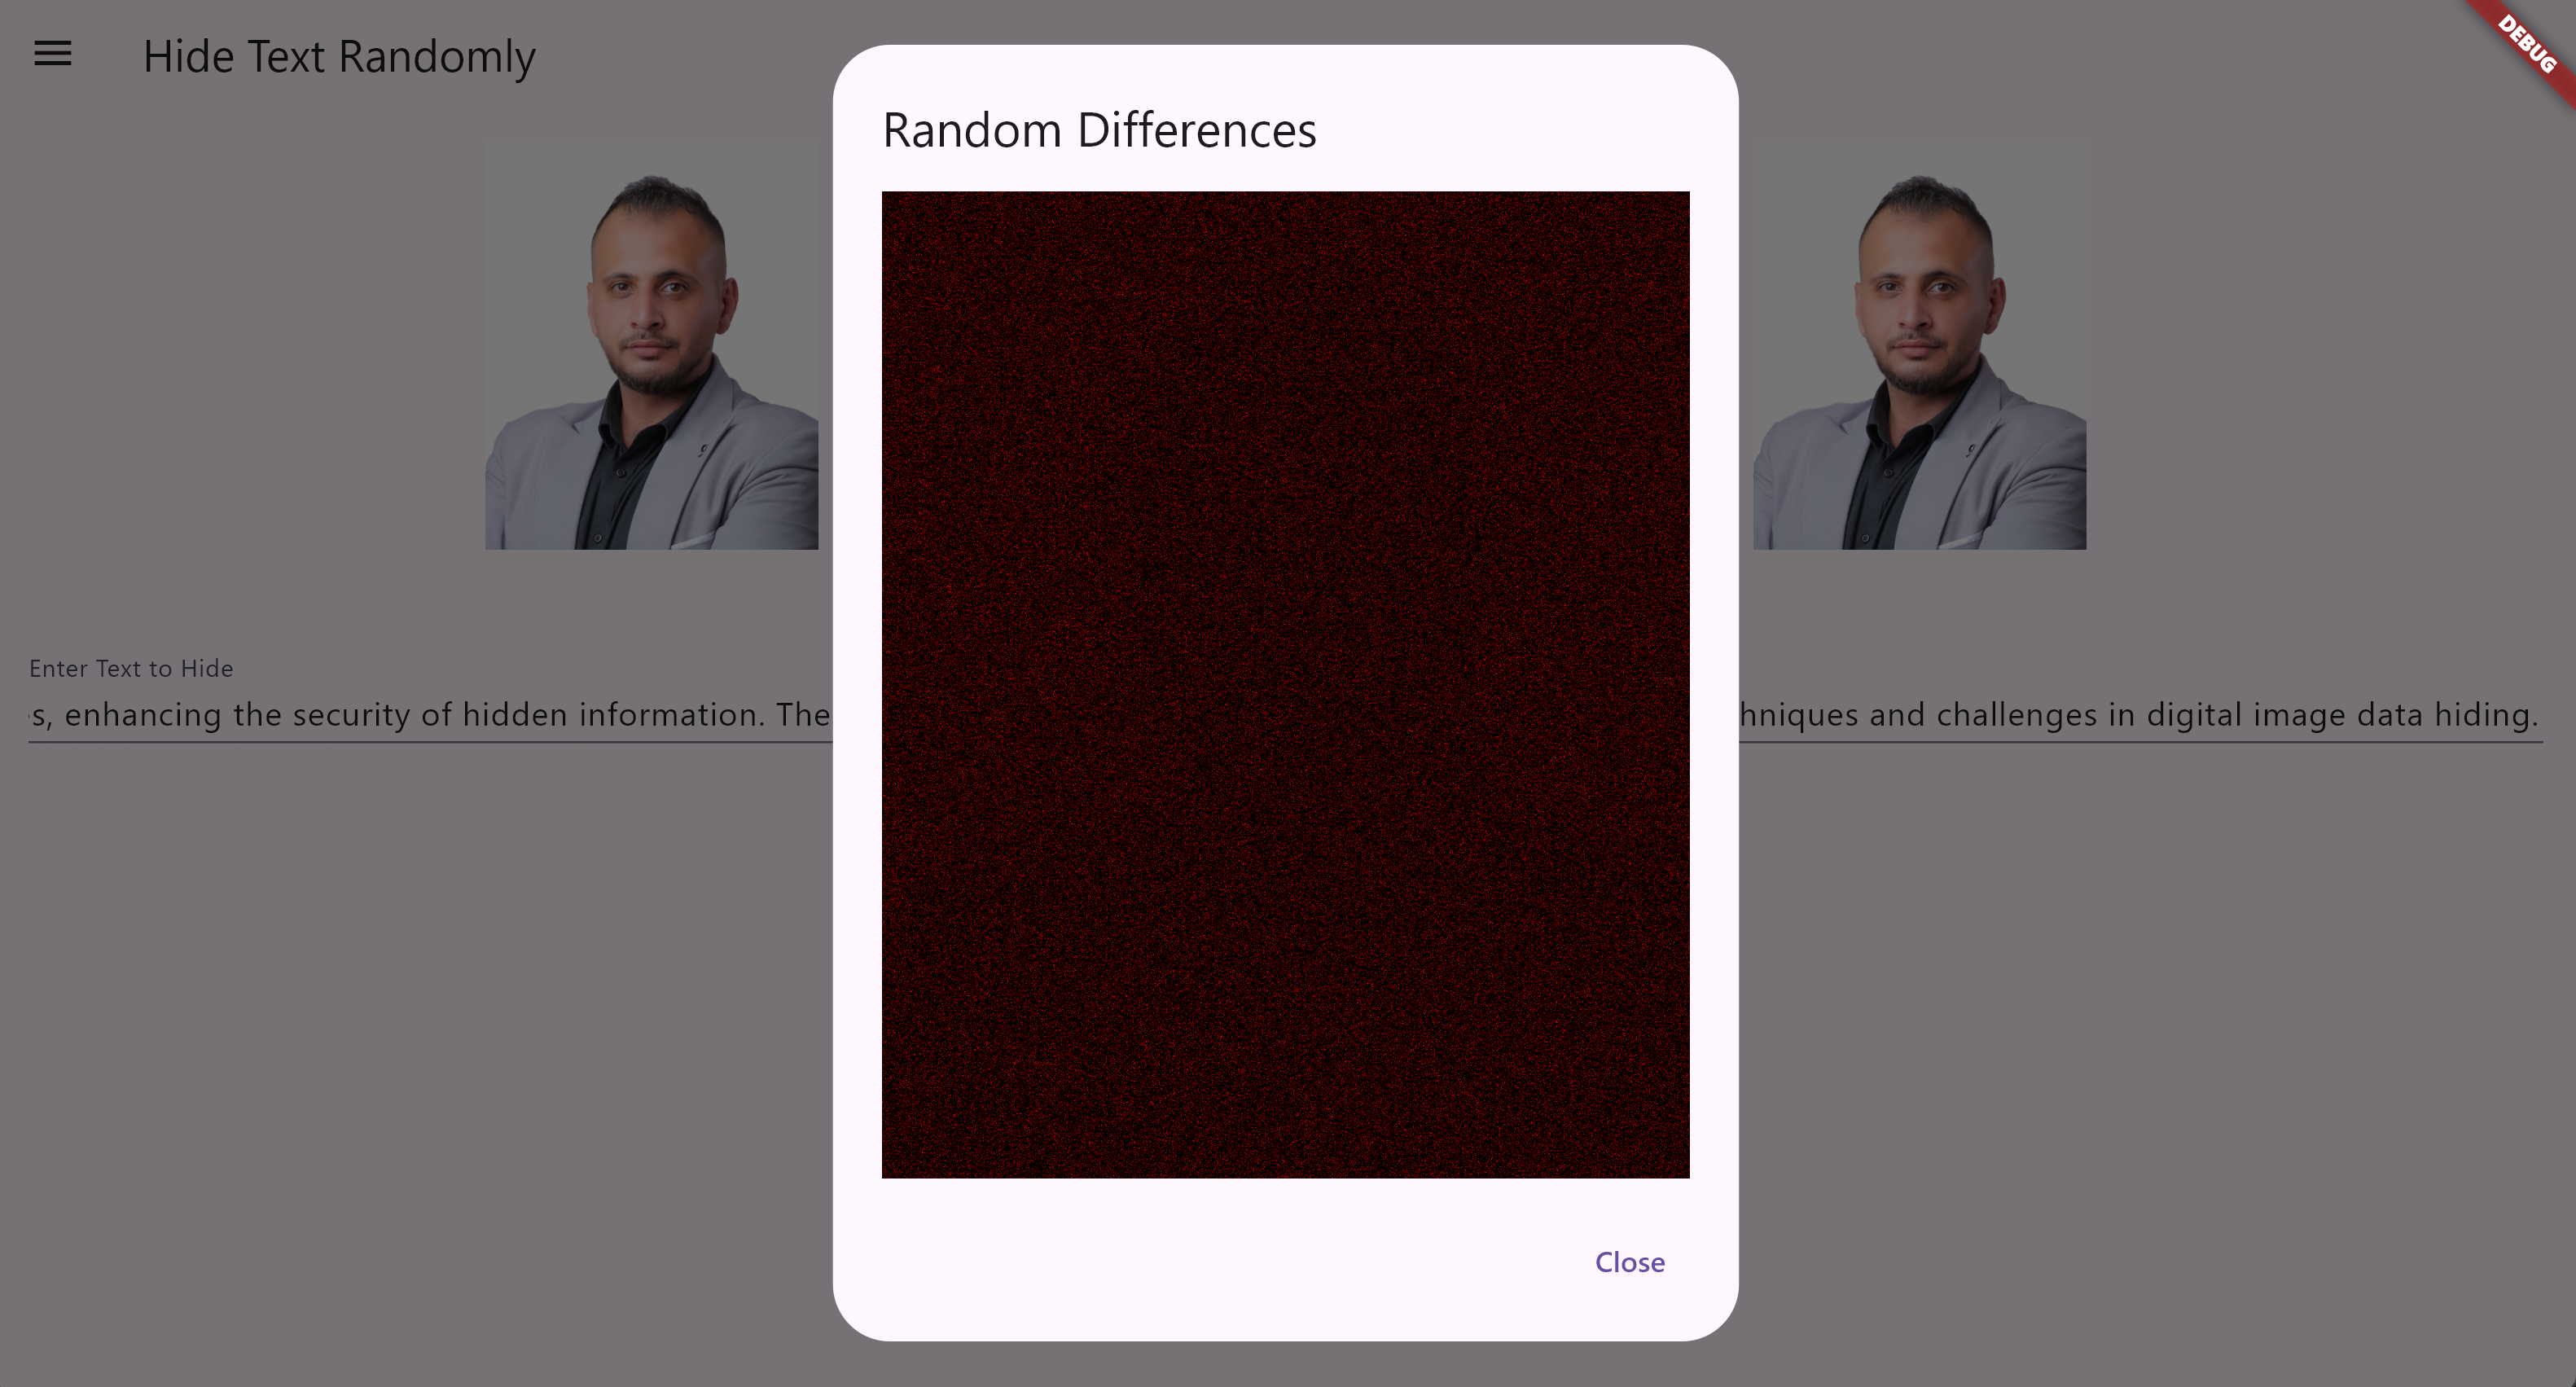 Hide Text Randomly
DEBUG
Random Differences
Enter Text to Hide
s, enhancing the security of hidden information. The
hniques and challenges in digital image data hiding.
Close